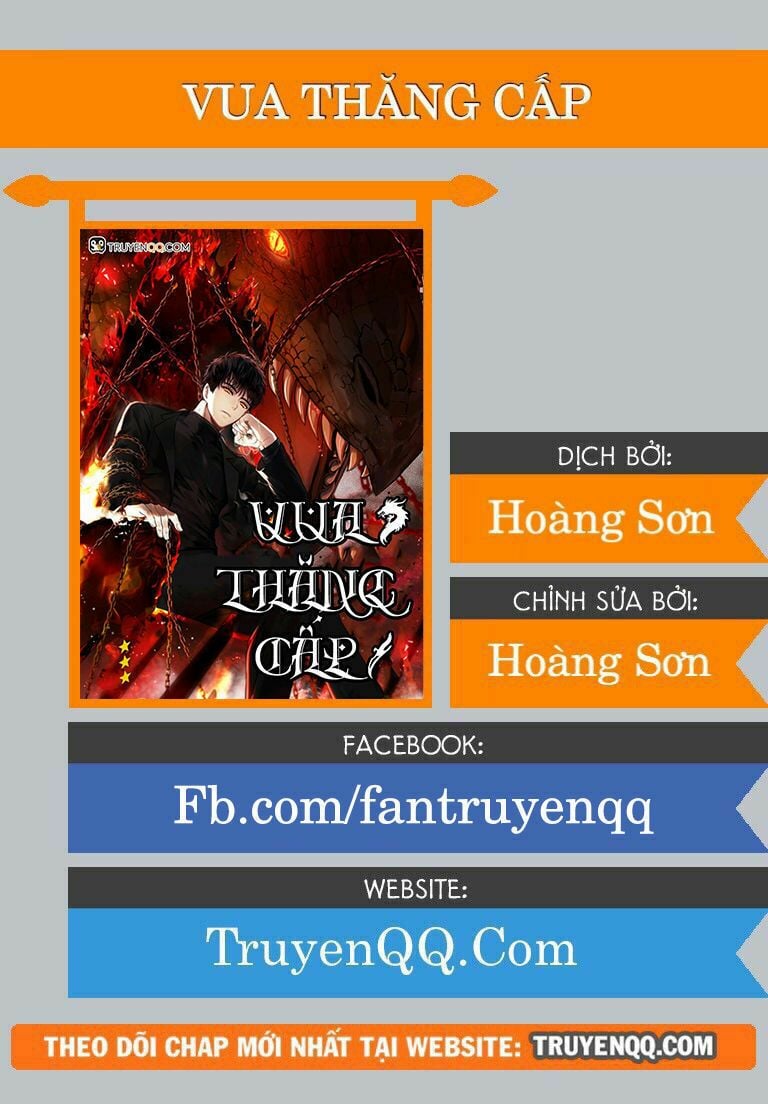 VUA THĂNG CẤP
TRUYENQQ.COM
VUA
THĂNG
CẤP
DỊCH BỞI:
Hoàng Sơn
CHỈNH SỬA BỞI:
Hoàng Sơn
FACEBOOK:
Fb.com/fantruyenqq
WEBSITE:
TruyenQQ.Com
THEO DÕI CHAP MỚI NHẤT TẠI WEBSITE: TRUYENQQ.COM